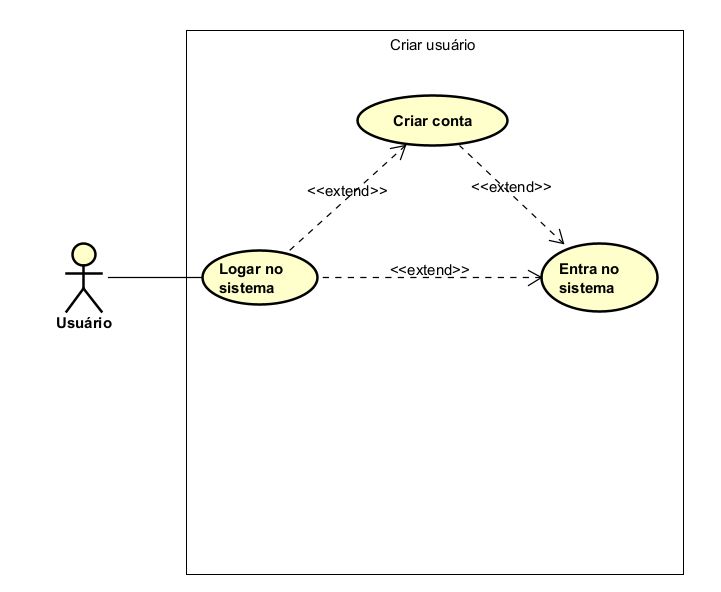 Criar usuário
Criar conta
<<extend>>
<<extend>>
<<extend>>
Logar no
sistema
Entra no
sistema
Usuário